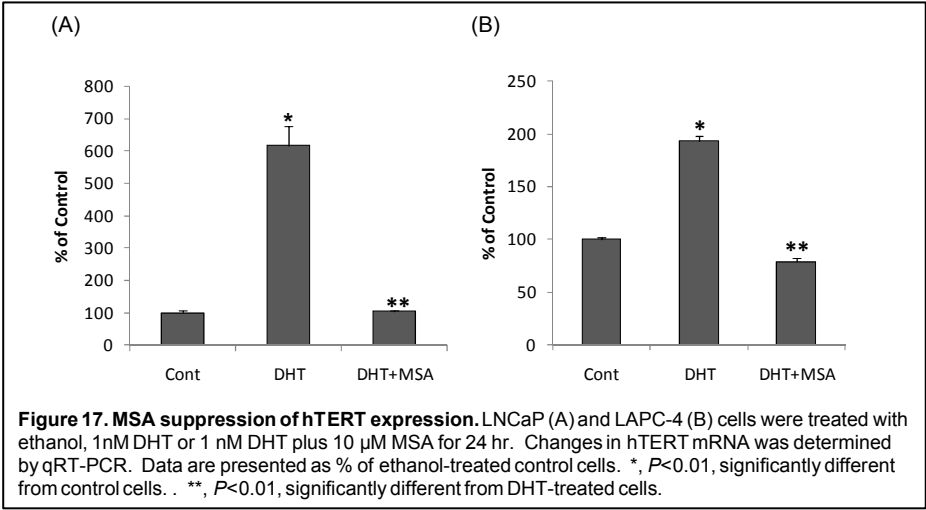 (A)
800
700
600
500
400
300
200
100
0
% of Control
*
**
Cont DHT DHT+MSA
(B)
250
200
150
100
50
0
% of Control
*
**
Cont DHT DHT+MSA
Figure 17. MSA suppression of hTERT expression. LNCaP (A) and LAPC-4 (B) cells were treated with
ethanol, 1nM DHT or 1 nM DHT plus 10 µM MSA for 24 hr. Changes in hTERT mRNA was determined
by qRT-PCR. Data are presented as % of ethanol-treated control cells. *, P<0.01, significantly different
from control cells. . **, P<0.01, significantly different from DHT-treated cells.